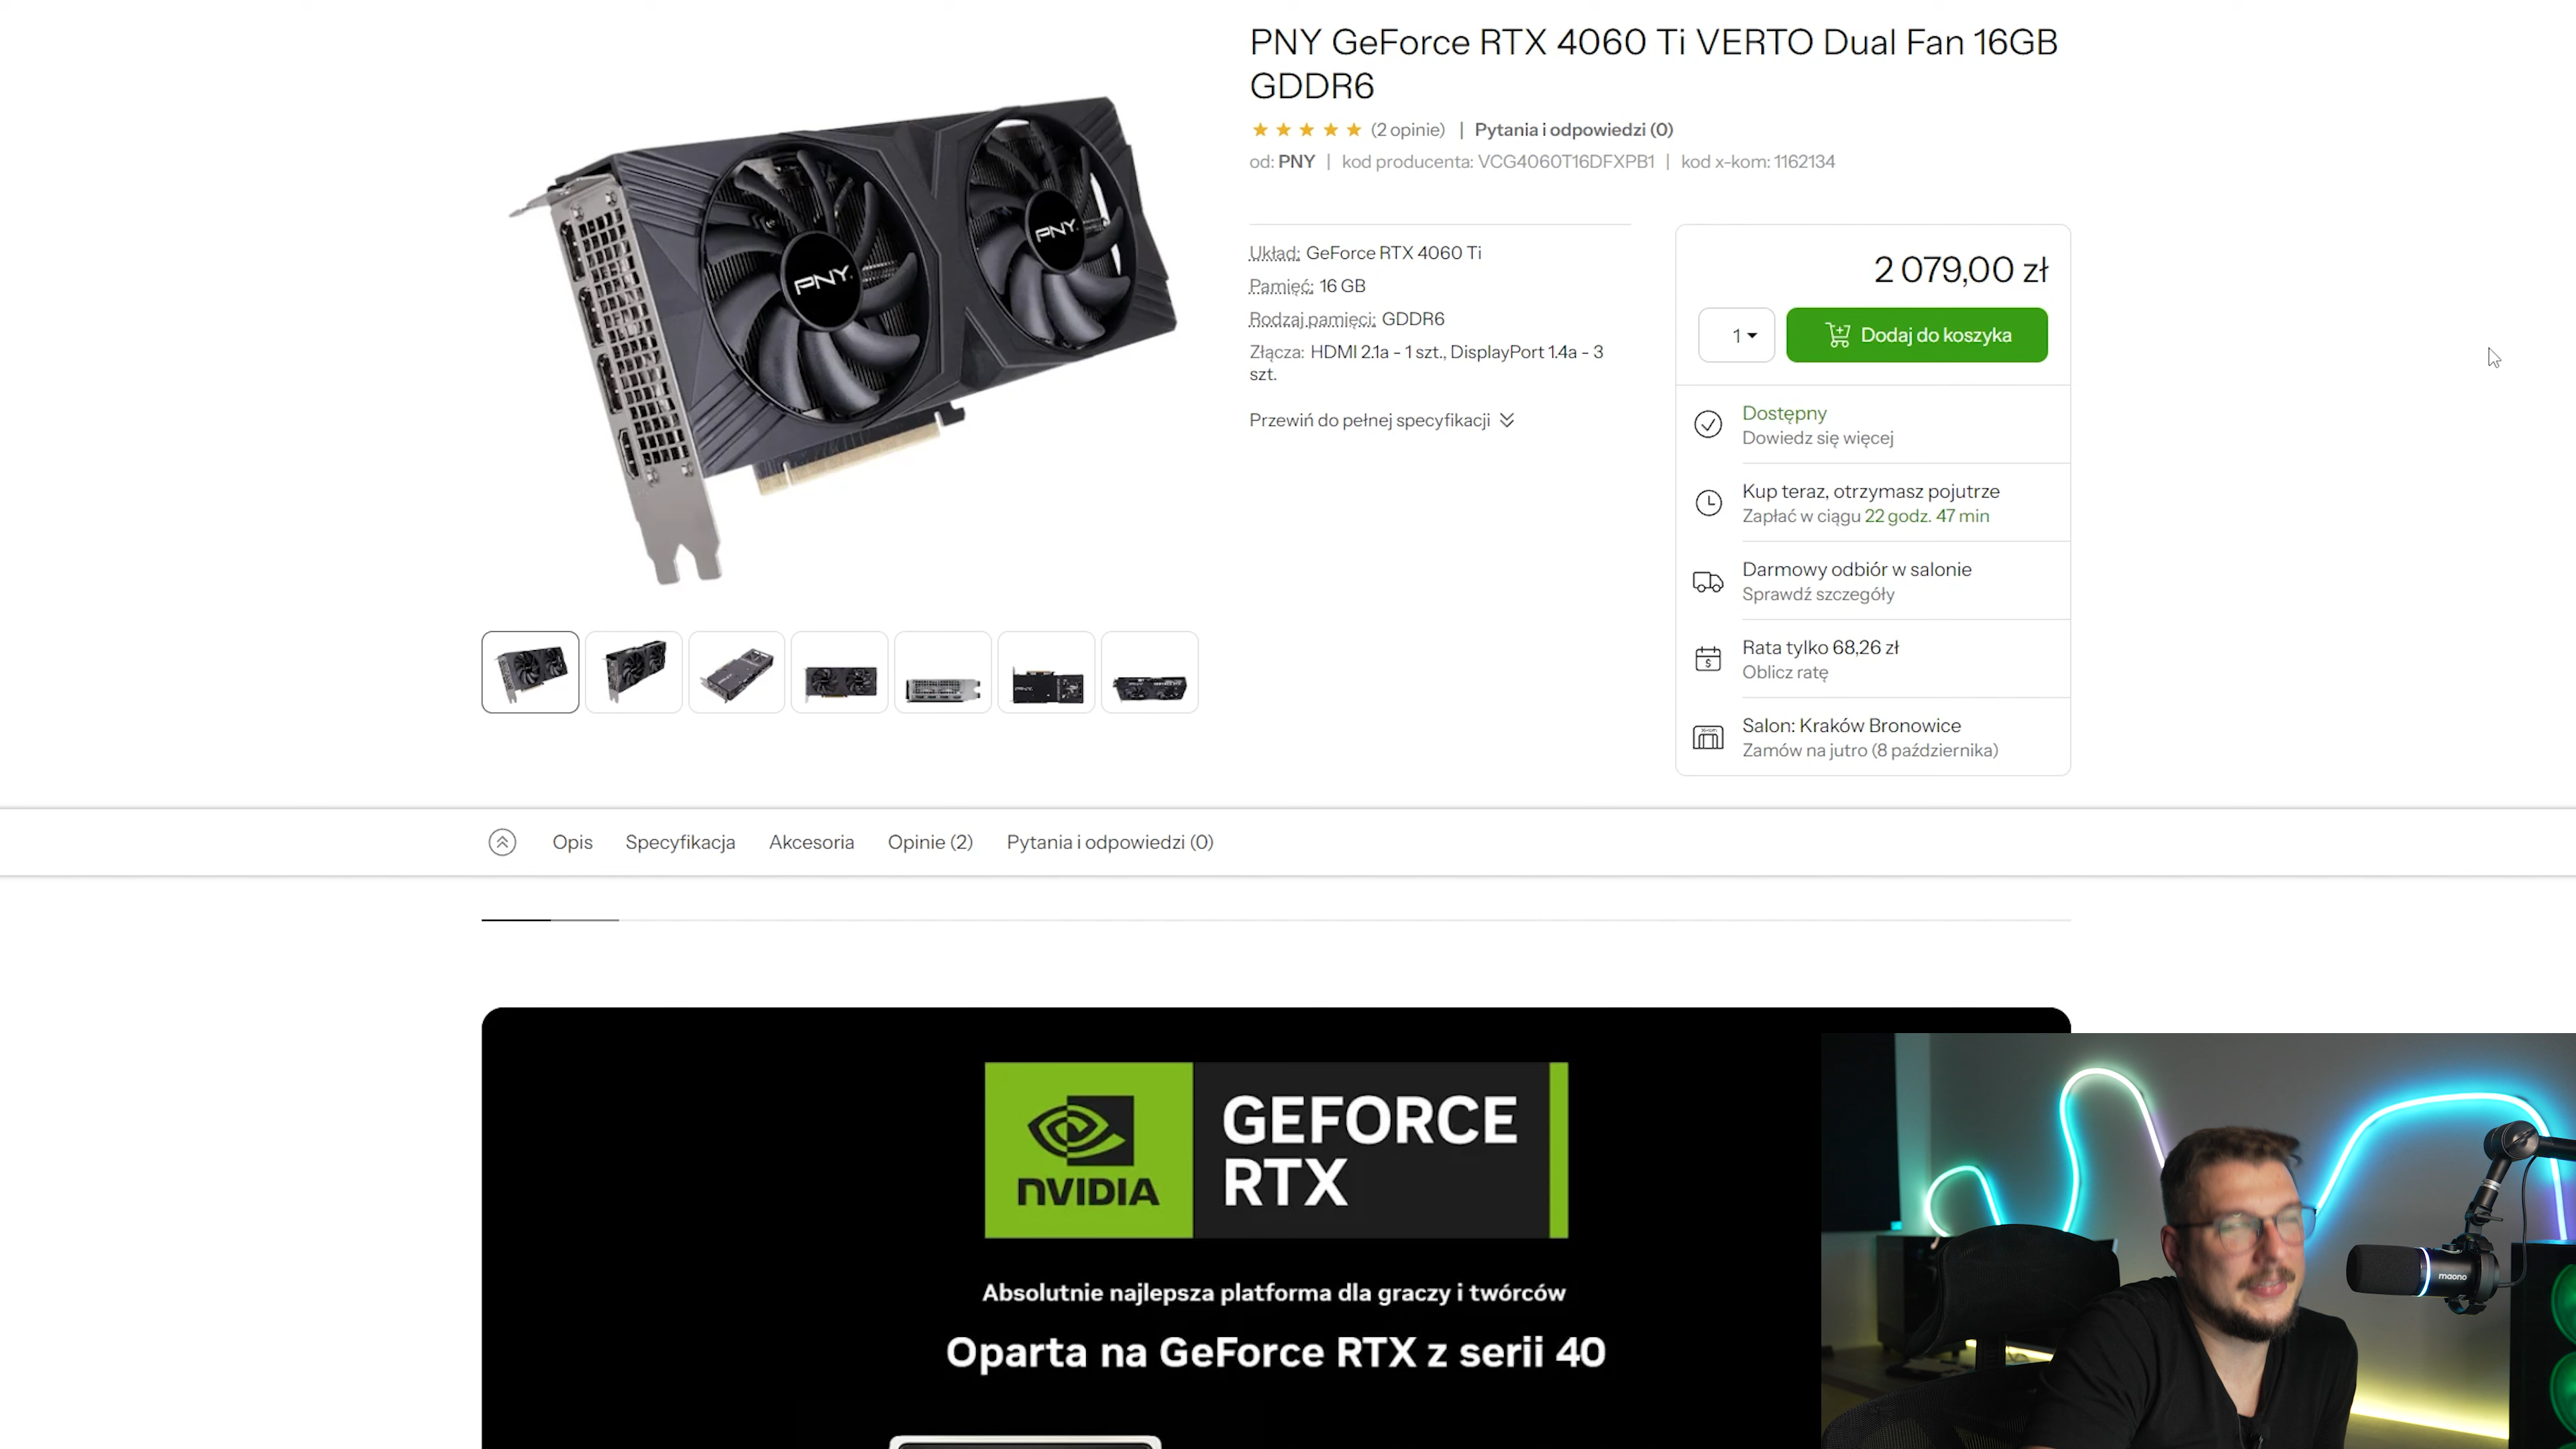 PNY GeForce RTX 4060 Ti VERTO Dual Fan 16GB
GDDR6
(2 opinie) | Pytania i odpowiedzi (0)
od: PNY | kod producenta: VCG4060T16DFXPB1 | kod x-kom: 1162134
PNY
PNY
Układ: GeForce RTX 4060 Ti
Pamięć: 16 GB
Rodzaj pamięci: GDDR6
Złącza: HDMI 2.1a - 1 szt., DisplayPort 1.4a - 3
szt.
Przewiń do pełnej specyfikacji
2 079,00 zł
1
Dodaj do koszyka
Dostępny
Dowiedz się więcej
Kup teraz, otrzymasz pojutrze
Zapłać w ciągu 22 godz. 47 min
Darmowy odbiór w salonie
Sprawdź szczegóły
Rata tylko 68,26 zł
Oblicz ratę
Salon: Kraków Bronowice
Zamów na jutro (8 października)
Opis
Specyfikacja
Akcesoria
Opinie (2)
Pytania i odpowiedzi (0)
NVIDIA
GEFORCE
RTX
Absolutnie najlepsza platforma dla graczy i twórców
Oparta na GeForce RTX z serii 40
maono